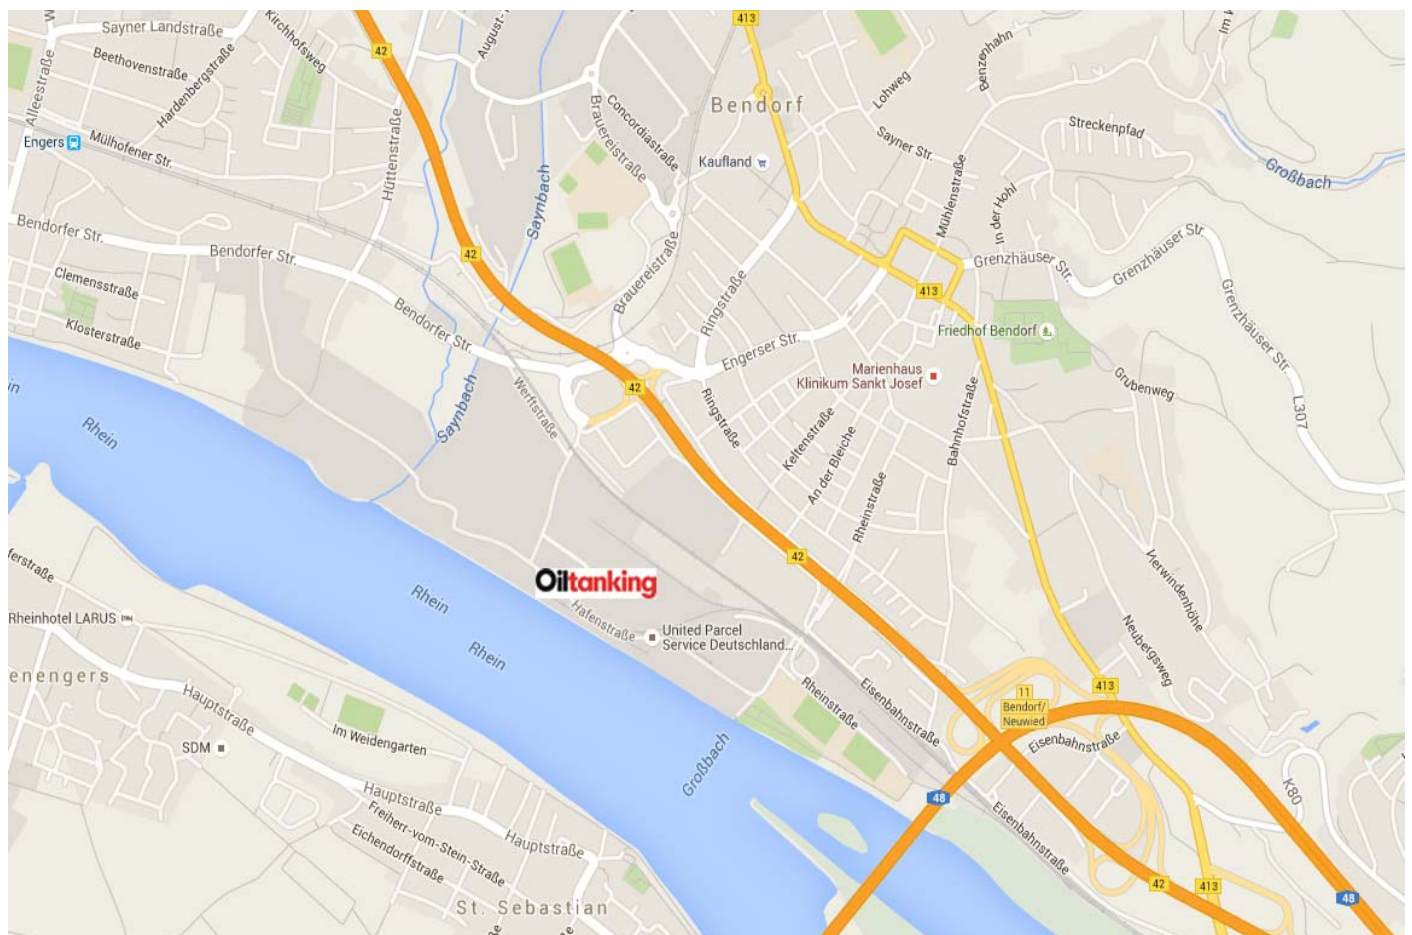 413
Sayner Landstraße
Kirchhofsweg
August-
Im
42
Benzenhahn
Beethovenstraße
Hardenbergstraße
Alleestraße
Lohweg
Bendorf
Concordiastraße
Brauereistraße
Streckenpfad
Engers
Mülhofener Str.
Hüttenstraße
Sayner Str.
Kaufland
Großbach
Saynbach
Mühlenstraße
In der Hohl
Bendorfer Str.
Bendorfer Str.
42
Brauereistraße
Ringstraße
Grenzhäuser Str.
Grenzhäuser Str.
Clemensstraße
413
Klosterstraße
Bendorfer Str.
Friedhof Bendorf
Grenzhäuser Str.
Engerser Str.
Marienhaus
Klinikum Sankt Josef
42
Grubenweg
Saynbach
Werftstraße
Ringstraße
L307
Rhein
Keltenstraße
An der Bleiche
Bahnhofstraße
Rheinstraße
42
Nerwindenhöhe
Oiltanking
Rhein
Rhein
Hafenstraße
United Parcel
Service Deutschland...
Rheinhotel LARUS
Neubergsweg
Hauptstraße
Rheinstraße
Eisenbahnstraße
413
11
Bendorf/
Neuwied
Im Weidengarten
SDM
Eisenbahnstraße
Großbach
Hauptstraße
48
K80
Freiherr-vom-Stein-Straße
Eichendorffstraße
Hauptstraße
Eisenbahnstraße
42
413
48
St. Sebastian